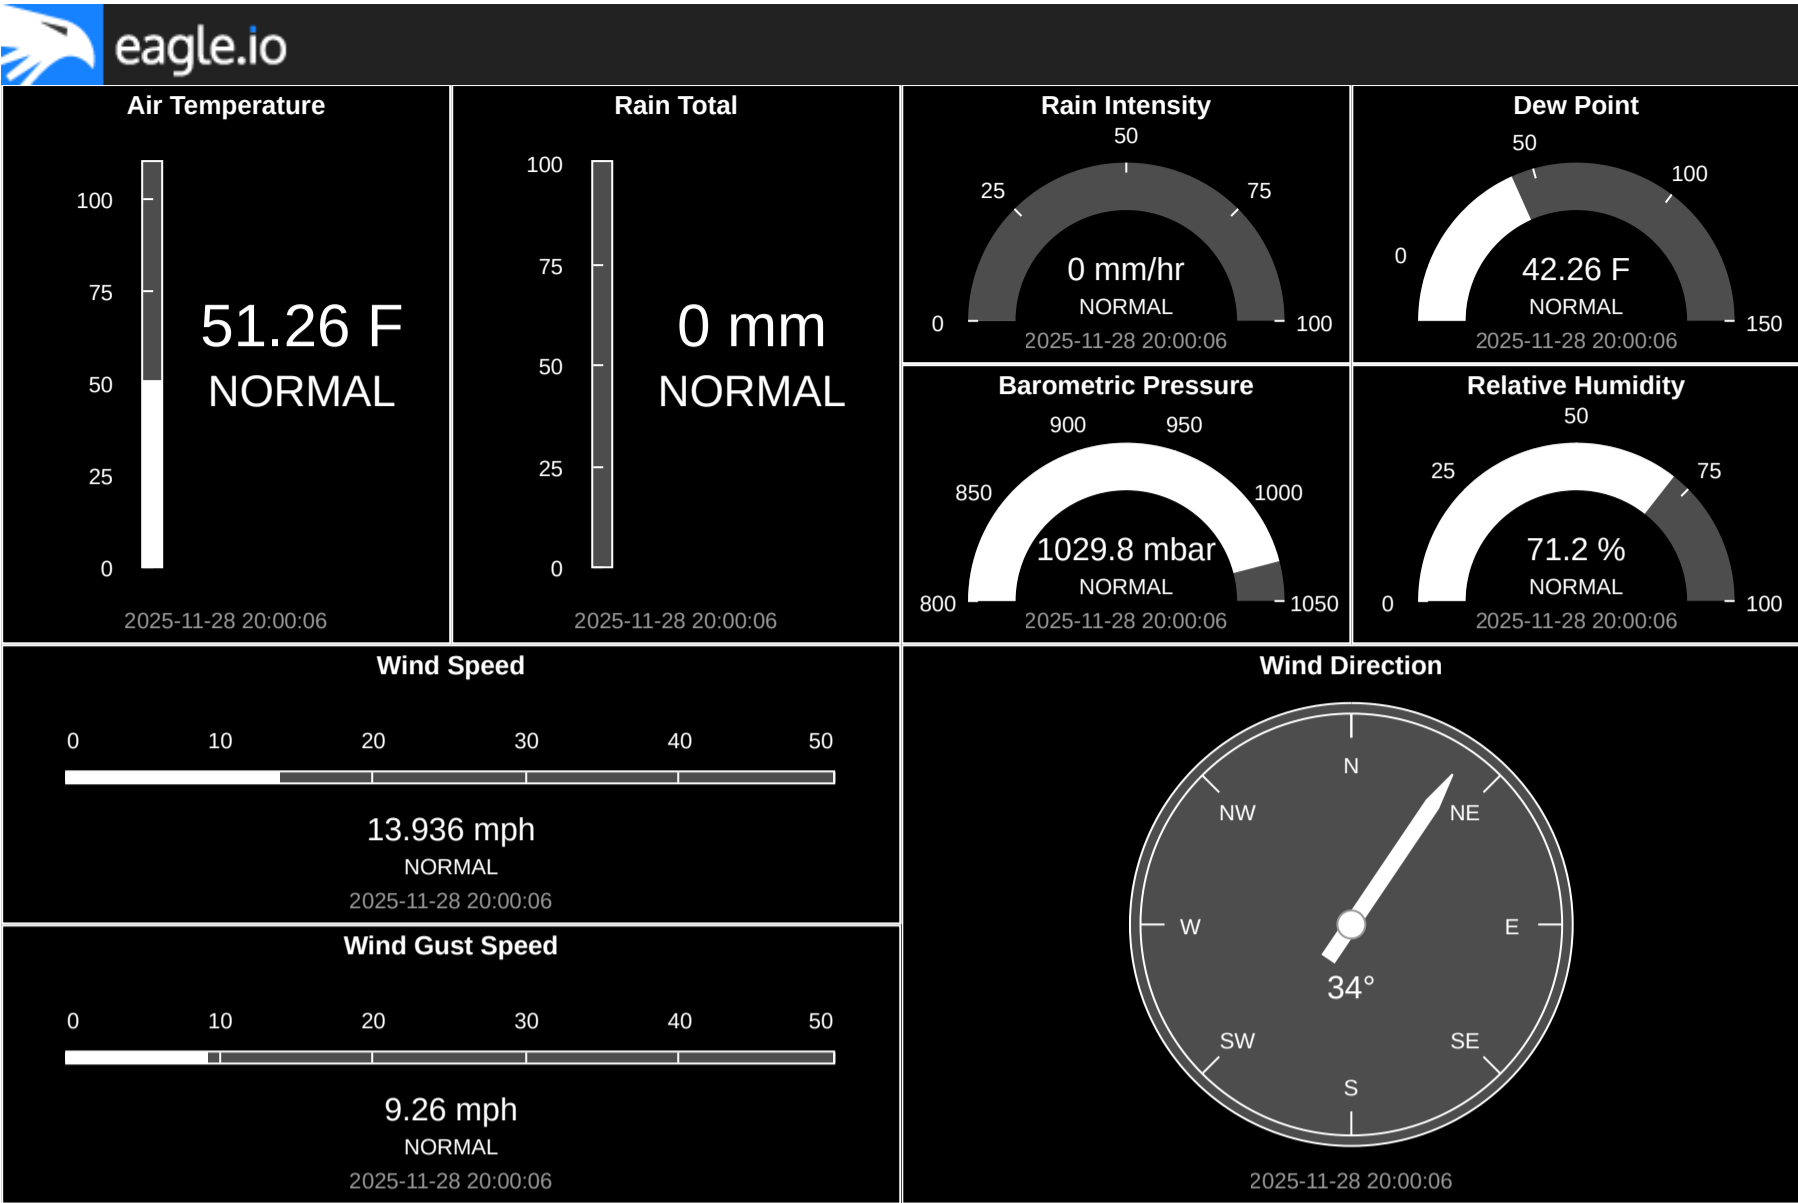 eagle.io
Air Temperature
100
75
50
25
0
51.26 F
NORMAL
2025-11-28 20:00:06
Rain Total
100
75
50
25
0
0 mm
NORMAL
2025-11-28 20:00:06
Rain Intensity
0
25
50
75
100
0 mm/hr
NORMAL
2025-11-28 20:00:06
Dew Point
0
50
100
150
42.26 F
NORMAL
2025-11-28 20:00:06
Barometric Pressure
800
850
900
950
1000
1050
1029.8 mbar
NORMAL
2025-11-28 20:00:06
Relative Humidity
0
25
50
75
100
71.2 %
NORMAL
2025-11-28 20:00:06
Wind Speed
0 10 20 30 40 50
13.936 mph
NORMAL
2025-11-28 20:00:06
Wind Gust Speed
0 10 20 30 40 50
9.26 mph
NORMAL
2025-11-28 20:00:06
Wind Direction
N
NW NE
W E
34°
SW SE
S
2025-11-28 20:00:06